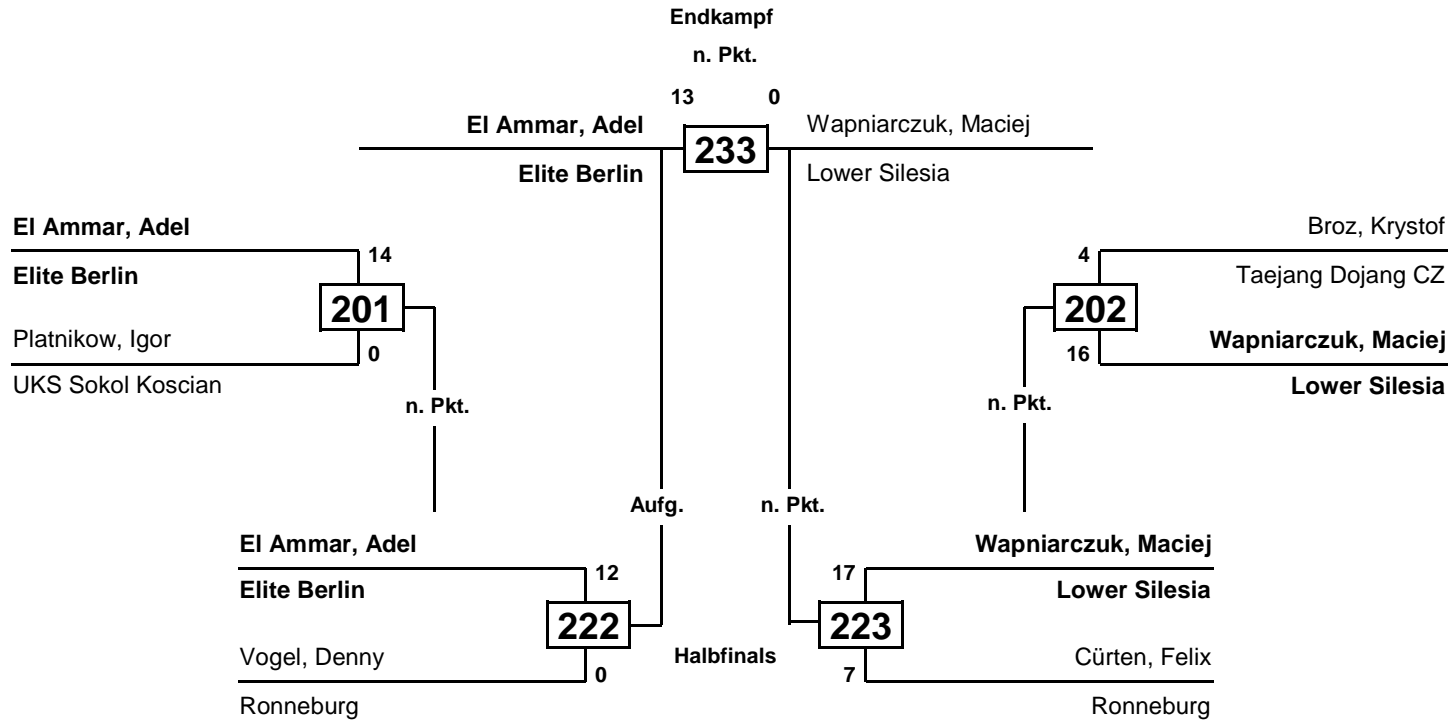 Endkampf
n. Pkt.
13 0
El Ammar, Adel 233 Wapniarczuk, Maciej
Elite Berlin Lower Silesia
El Ammar, Adel
14
Elite Berlin
201
Platnikow, Igor
0
UKS Sokol Koscian
n. Pkt.
Broz, Krystof
4
Taejang Dojang CZ
202
Wapniarczuk, Maciej
16
Lower Silesia
n. Pkt.
Aufg. n. Pkt.
El Ammar, Adel
12
Elite Berlin
222
Vogel, Denny
0
Ronneburg
Halbfinals
Wapniarczuk, Maciej
17
Lower Silesia
223
Cürten, Felix
7
Ronneburg